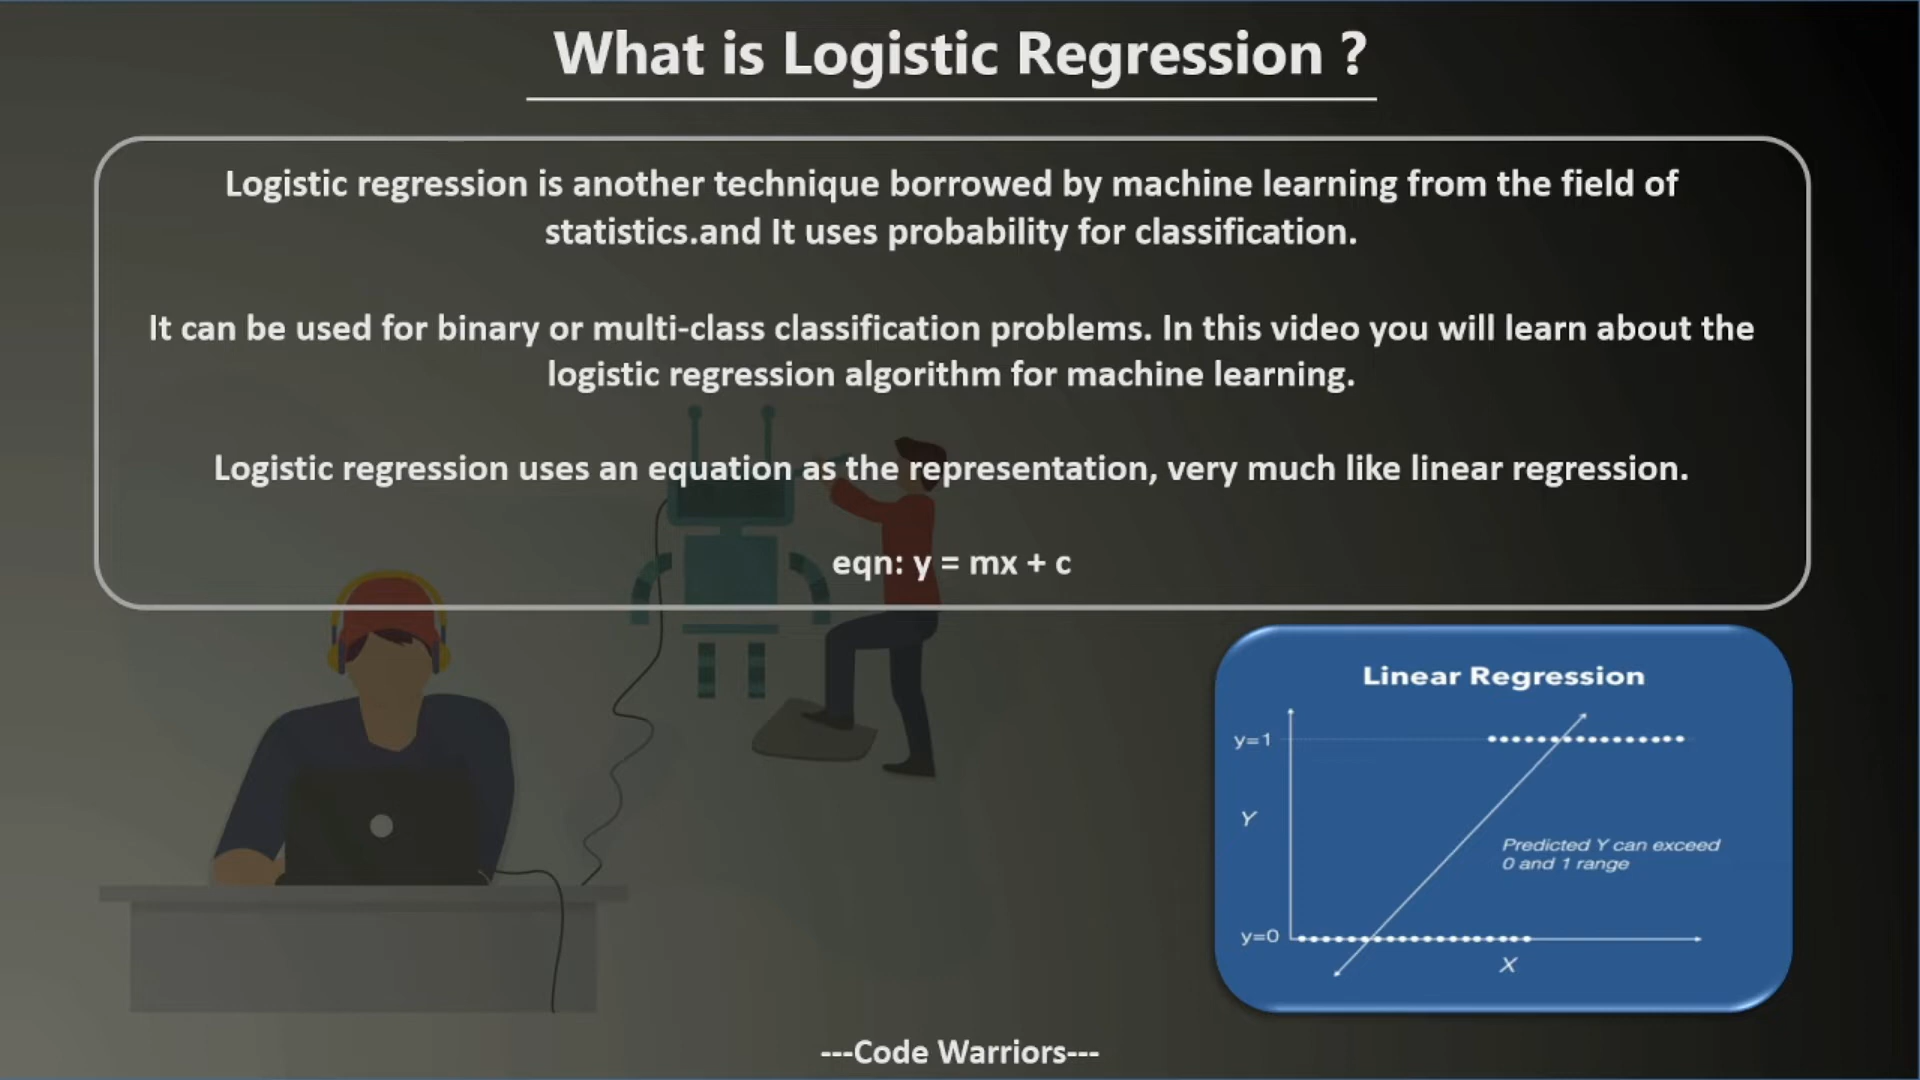 What is Logistic Regression ?
Logistic regression is another technique borrowed by machine learning from the field of
statistics.and It uses probability for classification.
It can be used for binary or multi-class classification problems. In this video you will learn about the
logistic regression algorithm for machine learning.
Logistic regression uses an equation as the representation, very much like linear regression.
eqn: y = mx + c
Linear Regression
y=1
Y
Predicted Y can exceed
0 and 1 range
y=0
X
---Code Warriors---